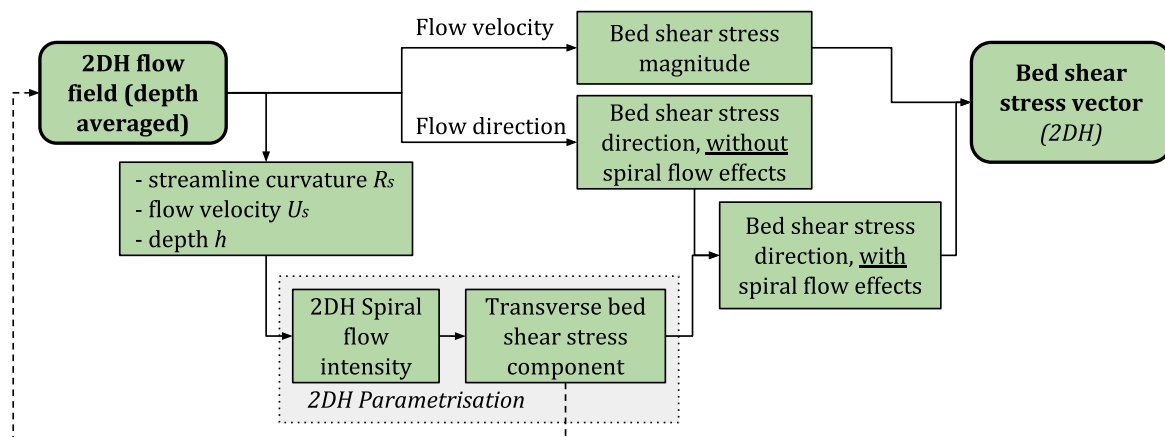 2DH flow
field (depth
averaged)
Flow velocity
Bed shear stress
magnitude
Bed shear
stress vector
(2DH)
Flow direction
Bed shear stress
direction, without
spiral flow effects
- streamline curvature Rs
- flow velocity Us
- depth h
Bed shear stress
direction, with
spiral flow effects
2DH Spiral
flow
intensity
Transverse bed
shear stress
component
2DH Parametrisation